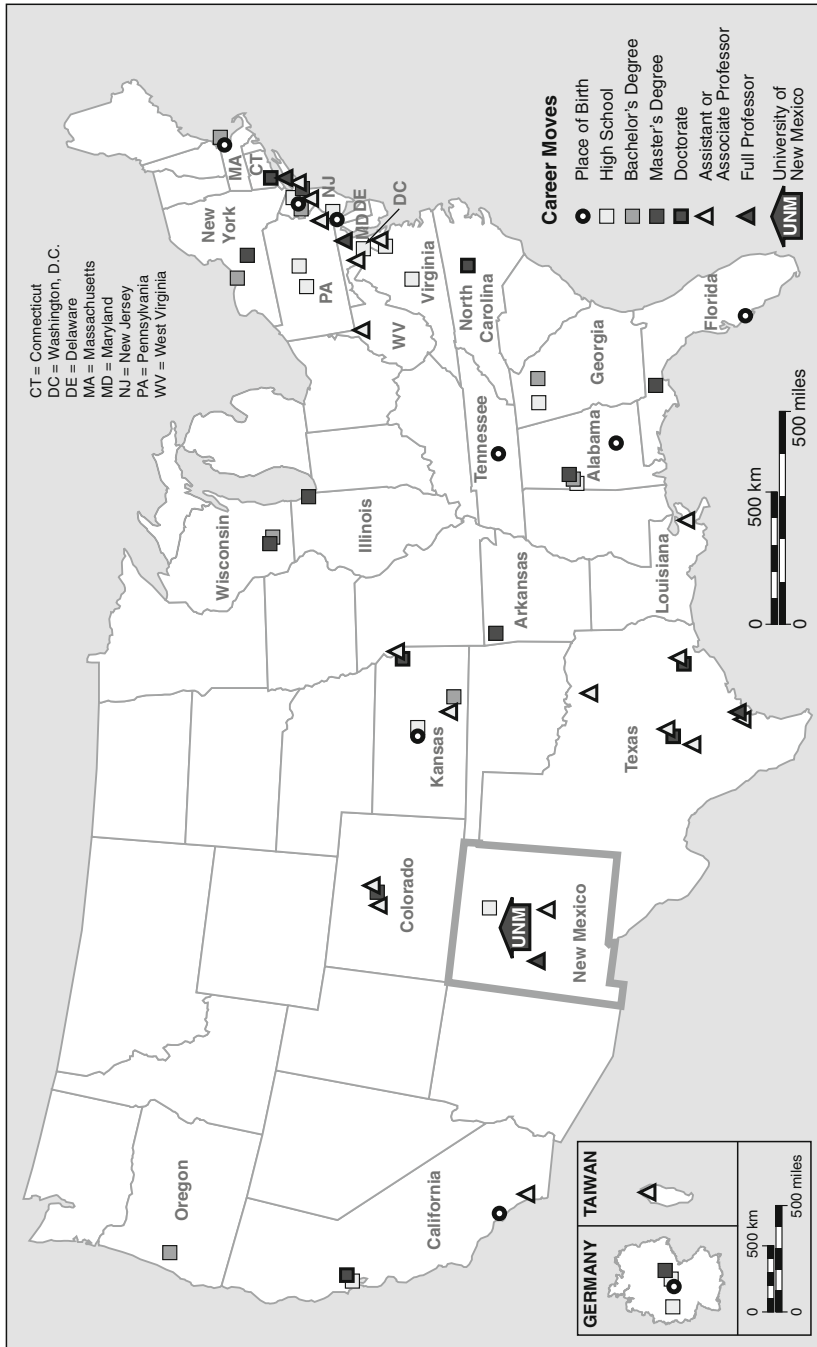 CT = Connecticut
DC = Washington, D.C.
DE = Delaware
MA = Massachusetts
MD = Maryland
NJ = New Jersey
PA = Pennsylvania
WV = West Virginia
Oregon
California
Colorado
New Mexico
UNM
Kansas
Texas
Wisconsin
Illinois
Arkansas
Louisiana
Tennessee
Alabama
Georgia
Florida
North
Carolina
Virginia
WV
PA
New
York
MA
CT
NJ
DE
MD
DC
Career Moves
Place of Birth
High School
Bachelor's Degree
Master's Degree
Doctorate
Assistant or
Associate Professor
Full Professor
UNM
University of
New Mexico
0 500 km
0 500 miles
GERMANY
TAIWAN
0 500 km
0 500 miles